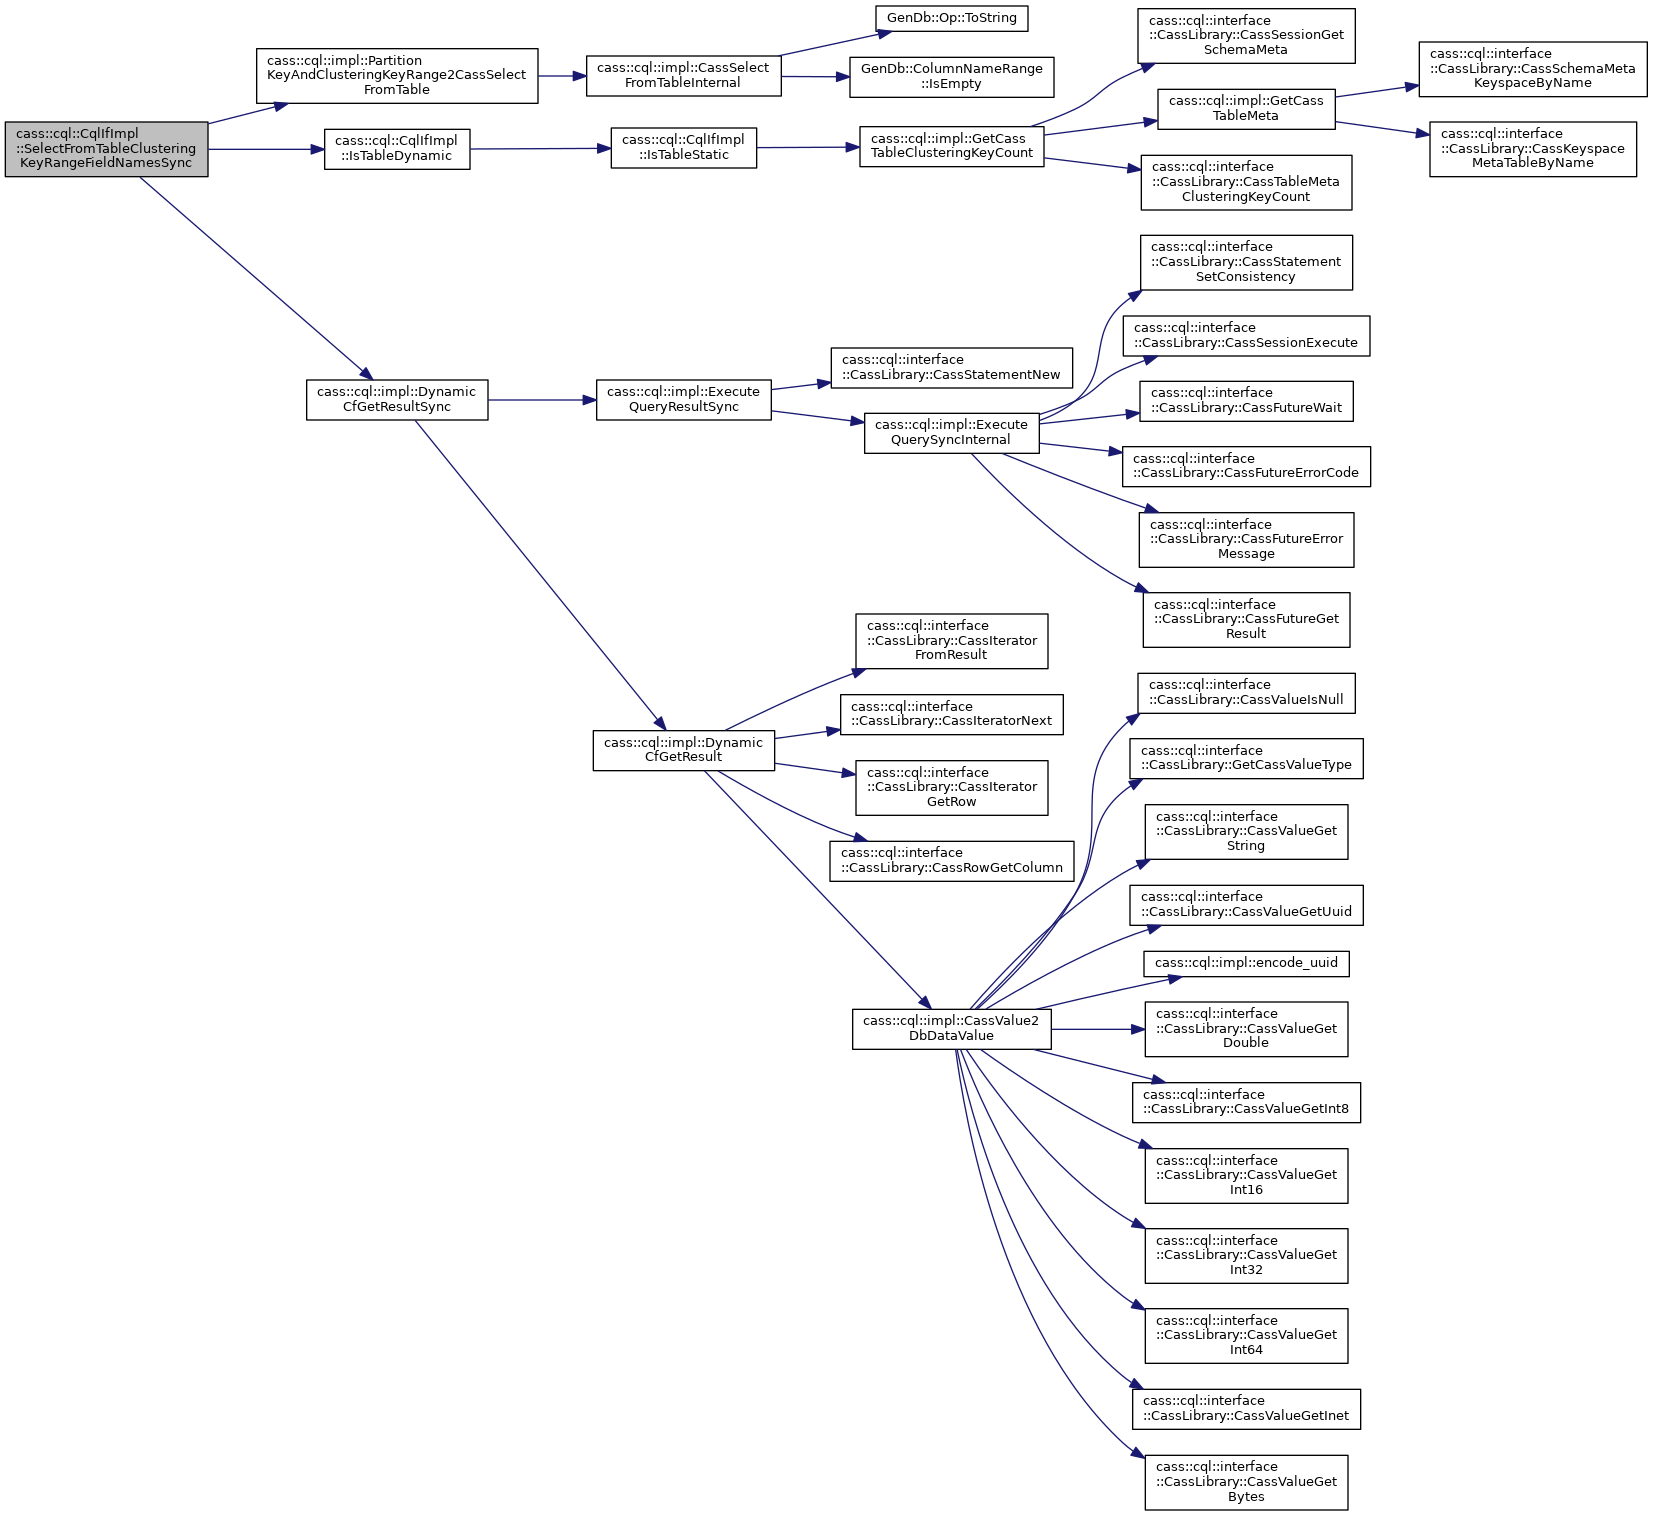 cass::cql::CqlIfImpl
::SelectFromTableClustering
KeyRangeFieldNamesSync
cass::cql::impl::Partition
KeyAndClusteringKeyRange2CassSelect
FromTable
cass::cql::impl::CassSelect
FromTableInternal
GenDb::Op::ToString
GenDb::ColumnNameRange
::IsEmpty
cass::cql::CqlIfImpl
::IsTableDynamic
cass::cql::CqlIfImpl
::IsTableStatic
cass::cql::impl::GetCass
TableClusteringKeyCount
cass::cql::interface
::CassLibrary::CassSessionGet
SchemaMeta
cass::cql::impl::GetCass
TableMeta
cass::cql::interface
::CassLibrary::CassSchemaMeta
KeyspaceByName
cass::cql::interface
::CassLibrary::CassKeyspace
MetaTableByName
cass::cql::interface
::CassLibrary::CassTableMeta
ClusteringKeyCount
cass::cql::impl::Dynamic
CfGetResultSync
cass::cql::impl::Execute
QueryResultSync
cass::cql::interface
::CassLibrary::CassStatementNew
cass::cql::impl::Execute
QuerySyncInternal
cass::cql::interface
::CassLibrary::CassStatement
SetConsistency
cass::cql::interface
::CassLibrary::CassSessionExecute
cass::cql::interface
::CassLibrary::CassFutureWait
cass::cql::interface
::CassLibrary::CassFutureErrorCode
cass::cql::interface
::CassLibrary::CassFutureError
Message
cass::cql::interface
::CassLibrary::CassFutureGet
Result
cass::cql::impl::Dynamic
CfGetResult
cass::cql::interface
::CassLibrary::CassIterator
FromResult
cass::cql::interface
::CassLibrary::CassIteratorNext
cass::cql::interface
::CassLibrary::CassIterator
GetRow
cass::cql::interface
::CassLibrary::CassRowGetColumn
cass::cql::impl::CassValue2
DbDataValue
cass::cql::interface
::CassLibrary::CassValueIsNull
cass::cql::interface
::CassLibrary::GetCassValueType
cass::cql::interface
::CassLibrary::CassValueGet
String
cass::cql::interface
::CassLibrary::CassValueGetUuid
cass::cql::impl::encode_uuid
cass::cql::interface
::CassLibrary::CassValueGet
Double
cass::cql::interface
::CassLibrary::CassValueGetInt8
cass::cql::interface
::CassLibrary::CassValueGet
Int16
cass::cql::interface
::CassLibrary::CassValueGet
Int32
cass::cql::interface
::CassLibrary::CassValueGet
Int64
cass::cql::interface
::CassLibrary::CassValueGetInet
cass::cql::interface
::CassLibrary::CassValueGet
Bytes